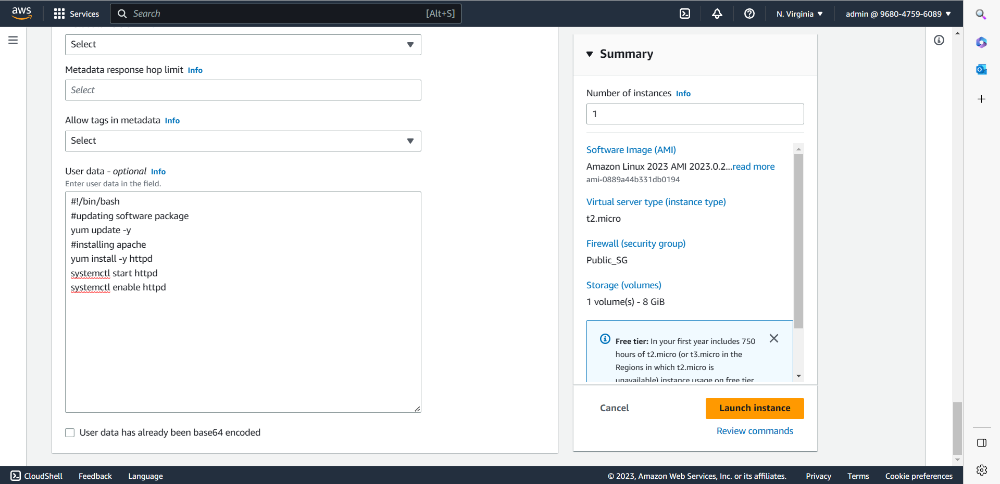 aws
Services
Search
[Alt+S]
N. Virginia
admin @ 9680-4759-6089
Select
Metadata response hop limit Info
Select
Allow tags in metadata Info
Select
User data - optional Info
Enter user data in the field.
#!/bin/bash
#updating software package
yum update -y
#installing apache
yum install -y httpd
systemctl start httpd
systemctl enable httpd
User data has already been base64 encoded
Summary
Number of instances Info
1
Software Image (AMI)
Amazon Linux 2023 AMI 2023.0.2...read more
ami-0889a44b331db0194
Virtual server type (instance type)
t2.micro
Firewall (security group)
Public_SG
Storage (volumes)
1 volume(s) - 8 GiB
Free tier: In your first year includes 750
hours of t2.micro (or t3.micro in the
Regions in which t2.micro is
unavailable) instance usage on free tier
Cancel
Launch instance
Review commands
CloudShell
Feedback
Language
© 2023, Amazon Web Services, Inc. or its affiliates.
Privacy
Terms
Cookie preferences